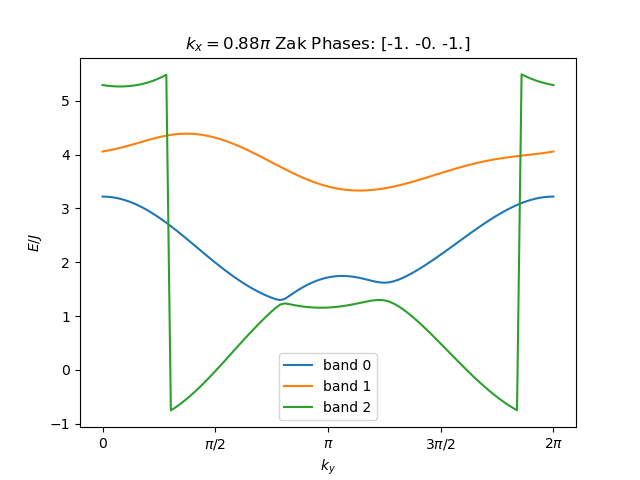 $k_x = 0.88\pi$ Zak Phases: [-1. -0. -1.]
E/J
5
4
3
2
1
0
−1
band 0
band 1
band 2
0
π/2
π
3π/2
2π
$k_y$